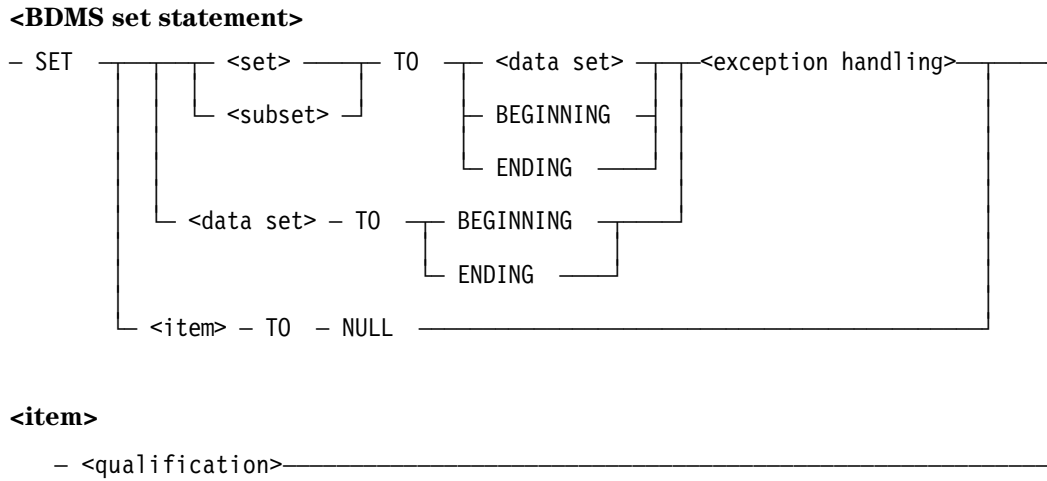 <BDMS set statement>
— SET <set> TO <data set> <exception handling>
<subset> BEGINNING
ENDING
<data set> — TO BEGINNING
ENDING
<item> — TO — NULL
<item>
— <qualification>